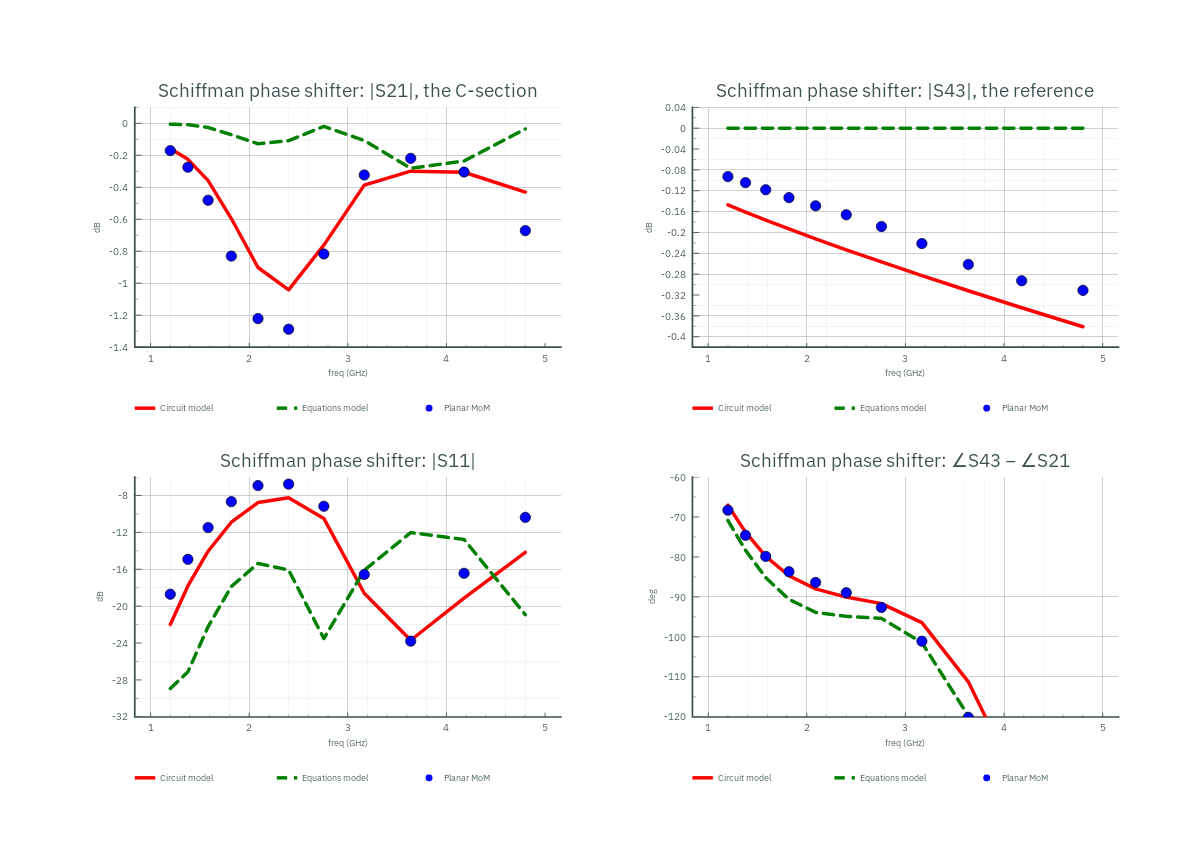 Schiffman phase shifter: |S21|, the C-section
0
-0.2
-0.4
-0.6
-0.8
-1
-1.2
-1.4
dB
1 2 3 4 5
freq (GHz)
Circuit model Equations model Planar MoM
Schiffman phase shifter: |S43|, the reference
0.04
0
-0.04
-0.08
-0.12
-0.16
-0.2
-0.24
-0.28
-0.32
-0.36
-0.4
dB
1 2 3 4 5
freq (GHz)
Circuit model Equations model Planar MoM
Schiffman phase shifter: |S11|
-8
-12
-16
-20
-24
-28
-32
dB
1 2 3 4 5
freq (GHz)
Circuit model Equations model Planar MoM
Schiffman phase shifter: ∠S43 – ∠S21
-60
-70
-80
-90
-100
-110
-120
deg
1 2 3 4 5
freq (GHz)
Circuit model Equations model Planar MoM